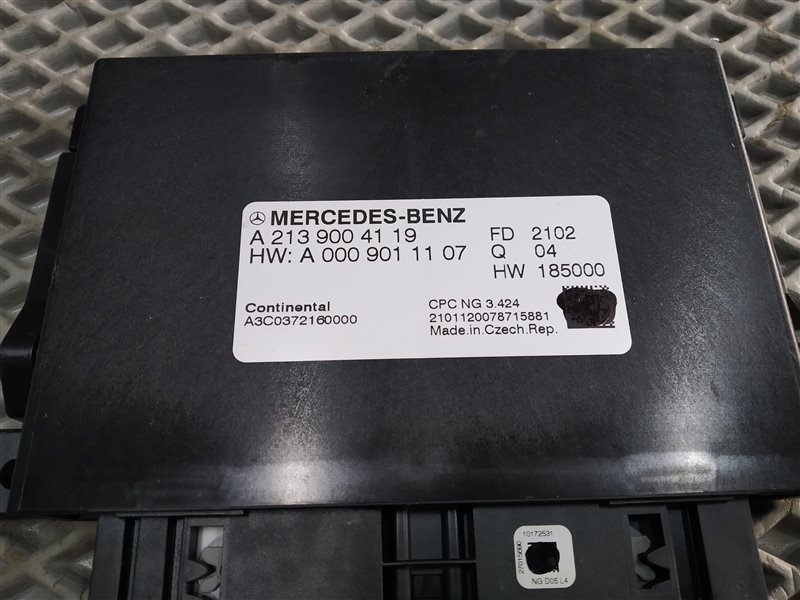 MERCEDES-BENZ
A 213 900 41 19
HW: A 000 901 11 07
FD 2102
Q 04
HW 185000
Continental
A3C0372160000
CPC NG 3.424
2101120078715881
Made.in.Czech.Rep.
10172531
27015690
NG D05 L4